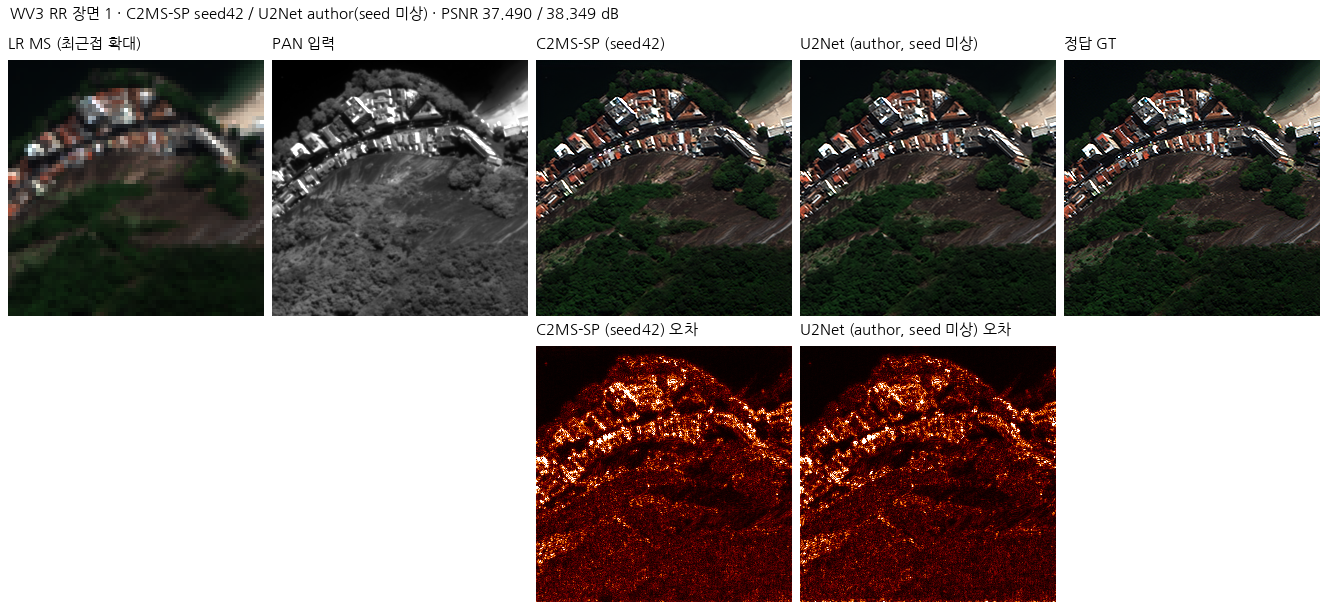 WV3 RR 장면 1 · C2MS-SP seed42 / U2Net author(seed 미상) · PSNR 37.490 / 38.349 dB
LR MS (최근접 확대)
PAN 입력
C2MS-SP (seed42)
U2Net (author, seed 미상)
정답 GT
C2MS-SP (seed42) 오차
U2Net (author, seed 미상) 오차